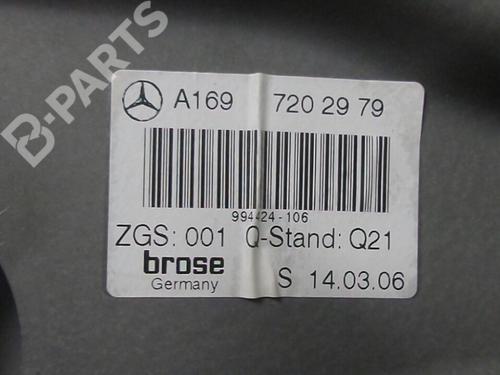 B-PARTS
A169 720 29 79
994424-106
ZGS: 001 Q-Stand: Q21
brose
Germany
S 14.03.06